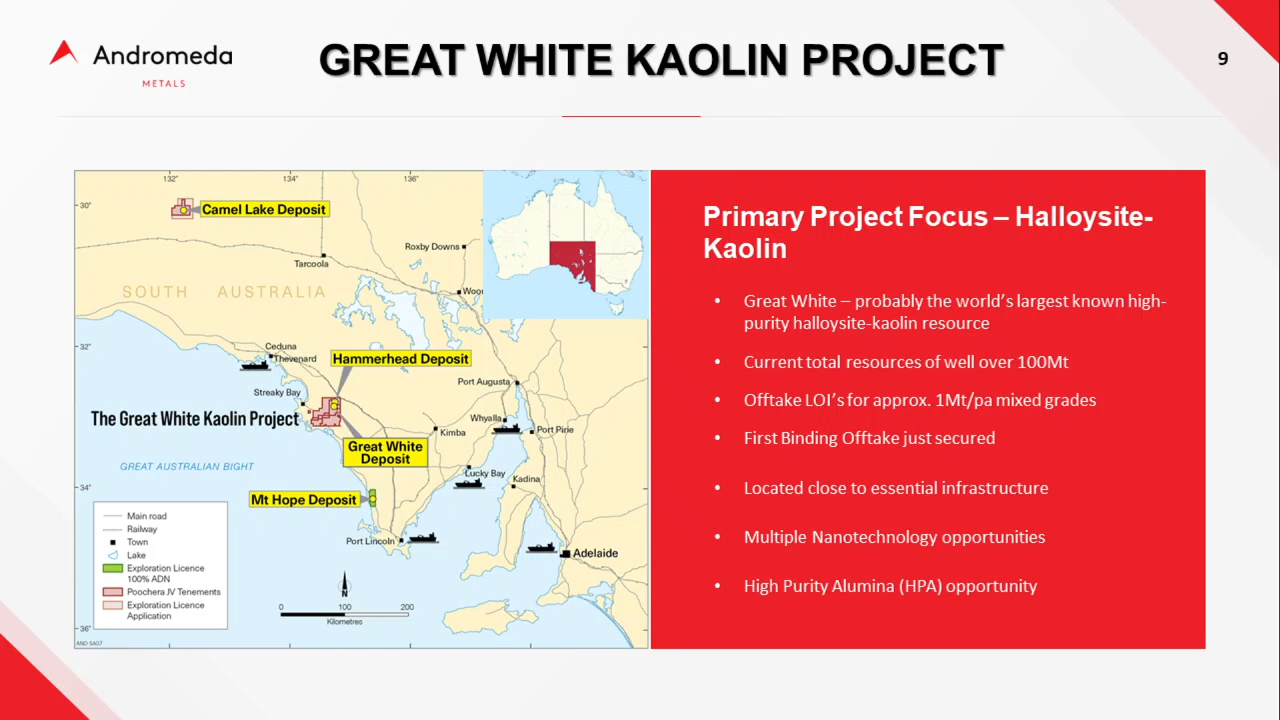 Andromeda
METALS
GREAT WHITE KAOLIN PROJECT
9
132°
134°
136°
30°
Camel Lake Deposit
Roxby Downs
Tarcoola
SOUTH AUSTRALIA
Woor
32°
Ceduna
Thevenard
Hammerhead Deposit
Port Augusta
Streaky Bay
The Great White Kaolin Project
Whyalla
Kimba
Port Pirie
Great White
Deposit
GREAT AUSTRALIAN BIGHT
Lucky Bay
Kadina
34°
Mt Hope Deposit
Port Lincoln
Adelaide
Main road
Railway
Town
Lake
Exploration Licence
100% ADN
Poochera JV Tenements
Exploration Licence
Application
N
0 100 200
Kilometres
36°
AND SA07
Primary Project Focus – Halloysite-
Kaolin
• Great White – probably the world's largest known high-
purity halloysite-kaolin resource
• Current total resources of well over 100Mt
• Offtake LOI's for approx. 1Mt/pa mixed grades
• First Binding Offtake just secured
• Located close to essential infrastructure
• Multiple Nanotechnology opportunities
• High Purity Alumina (HPA) opportunity